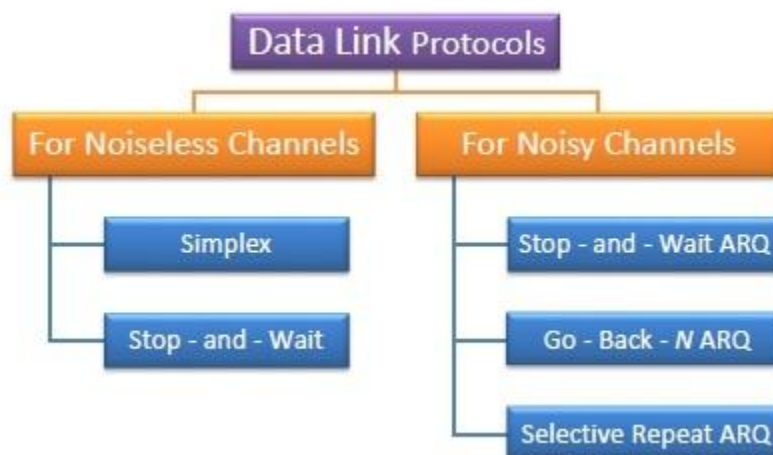 Data Link Protocols
For Noiseless Channels
Simplex
Stop - and - Wait
For Noisy Channels
Stop - and - Wait ARQ
Go - Back - N ARQ
Selective Repeat ARQ